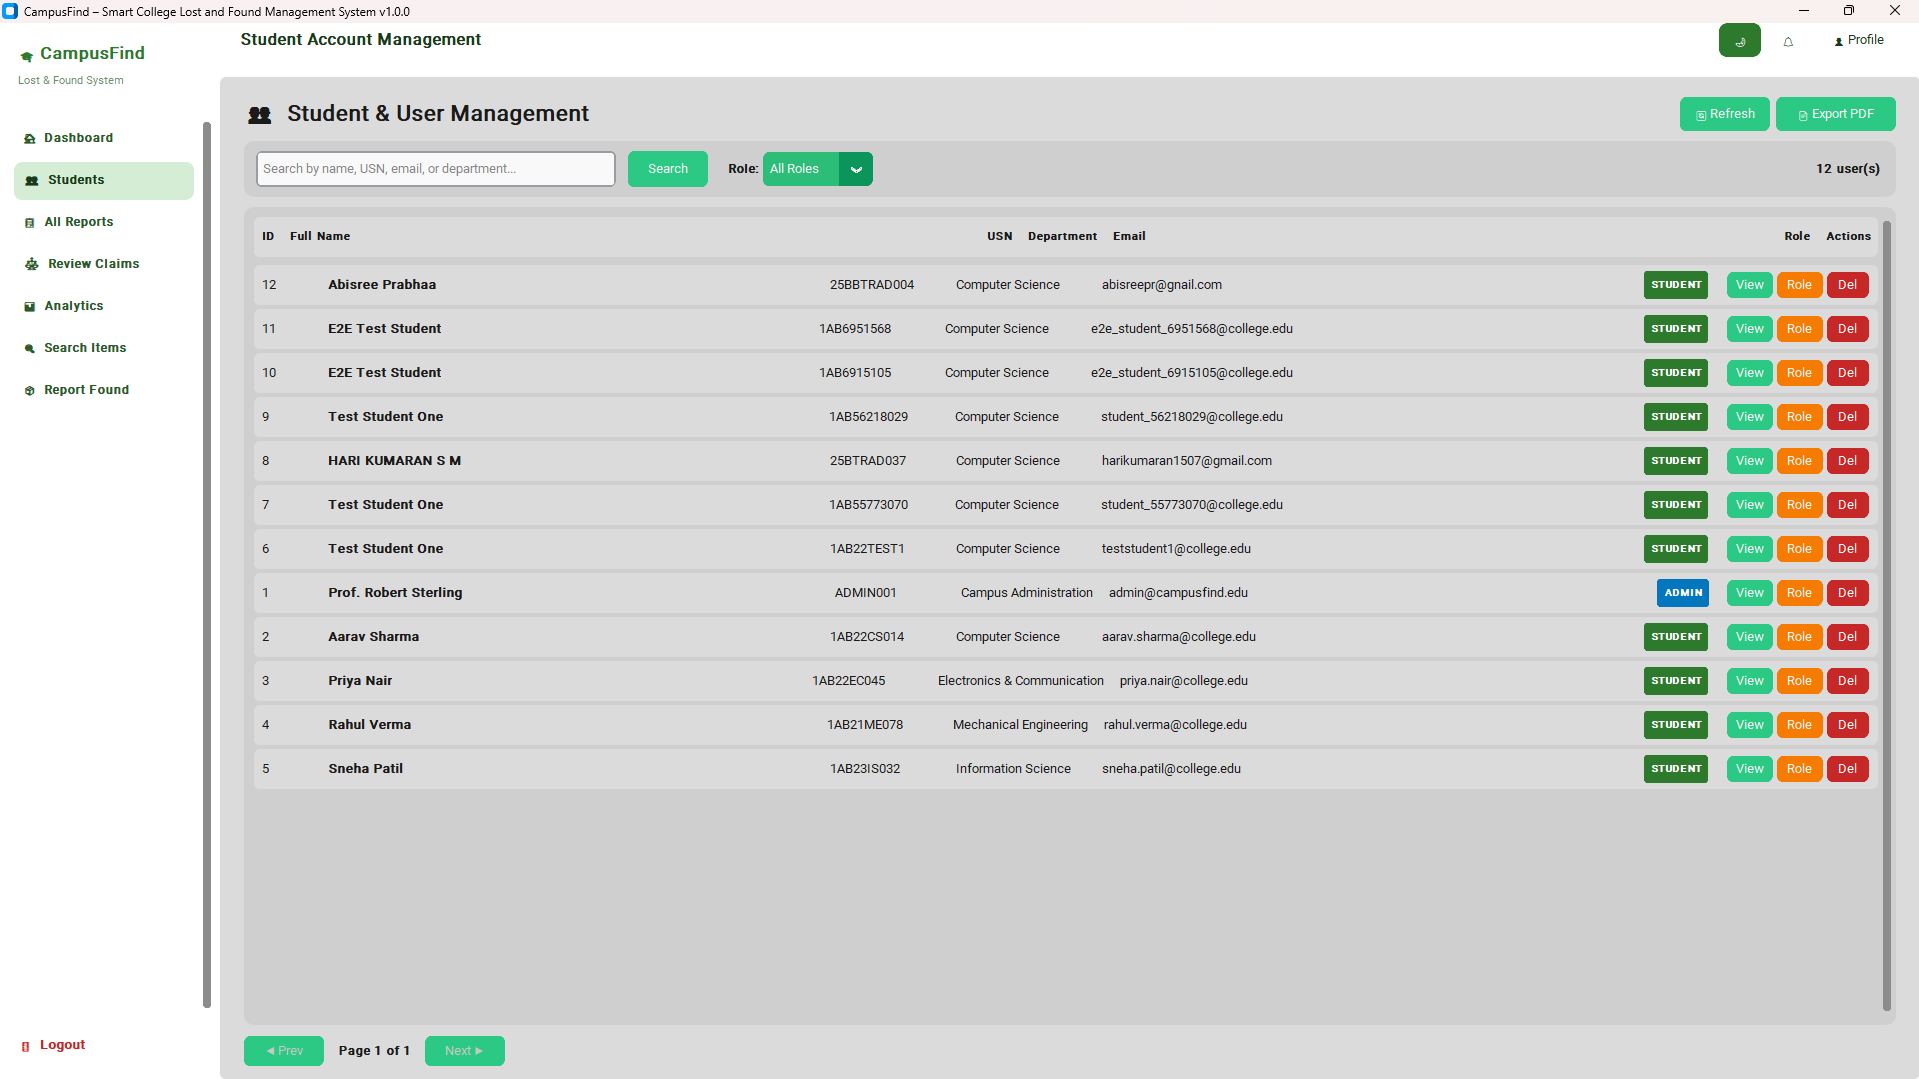 CampusFind – Smart College Lost and Found Management System v1.0.0
CampusFind
Lost & Found System
Dashboard
Students
All Reports
Review Claims
Analytics
Search Items
Report Found
Logout
Student Account Management
Profile
Student & User Management
Refresh
Export PDF
Search by name, USN, email, or department...
Search
Role:
All Roles
12 user(s)
ID Full Name USN Department Email Role Actions
12 Abisree Prabhaa 25BBTRAD004 Computer Science abisreepr@gnail.com STUDENT View Role Del
11 E2E Test Student 1AB6951568 Computer Science e2e_student_6951568@college.edu STUDENT View Role Del
10 E2E Test Student 1AB6915105 Computer Science e2e_student_6915105@college.edu STUDENT View Role Del
9 Test Student One 1AB56218029 Computer Science student_56218029@college.edu STUDENT View Role Del
8 HARI KUMARAN S M 25BTRAD037 Computer Science harikumaran1507@gmail.com STUDENT View Role Del
7 Test Student One 1AB55773070 Computer Science student_55773070@college.edu STUDENT View Role Del
6 Test Student One 1AB22TEST1 Computer Science teststudent1@college.edu STUDENT View Role Del
1 Prof. Robert Sterling ADMIN001 Campus Administration admin@campusfind.edu ADMIN View Role Del
2 Aarav Sharma 1AB22CS014 Computer Science aarav.sharma@college.edu STUDENT View Role Del
3 Priya Nair 1AB22EC045 Electronics & Communication priya.nair@college.edu STUDENT View Role Del
4 Rahul Verma 1AB21ME078 Mechanical Engineering rahul.verma@college.edu STUDENT View Role Del
5 Sneha Patil 1AB23IS032 Information Science sneha.patil@college.edu STUDENT View Role Del
◀ Prev
Page 1 of 1
Next ▶